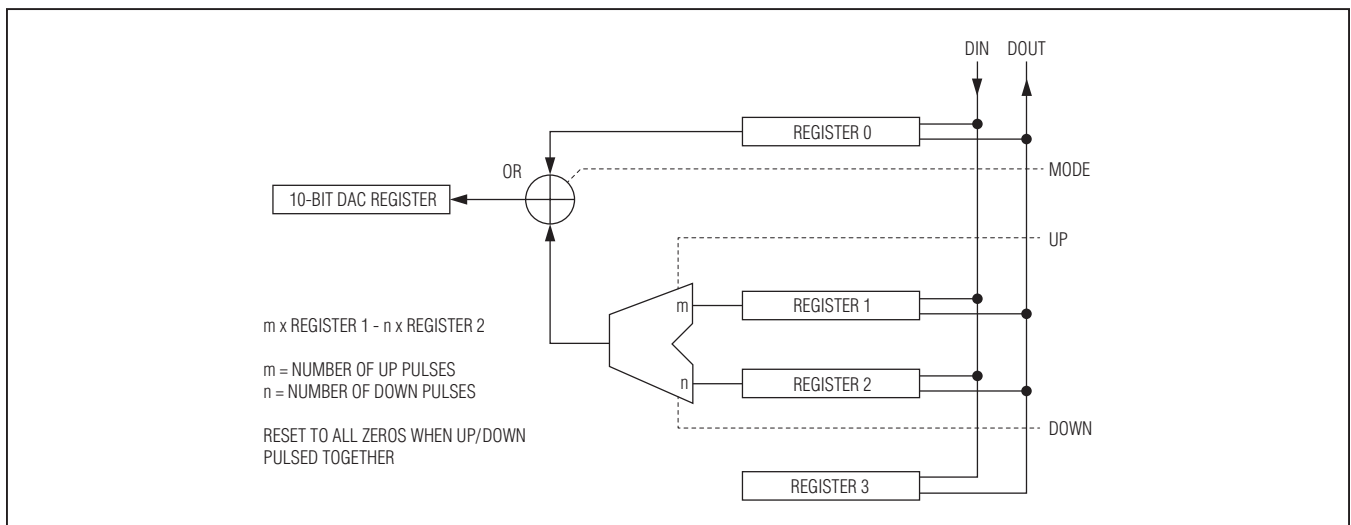 DIN DOUT
REGISTER 0
OR
MODE
10-BIT DAC REGISTER
UP
m
REGISTER 1
m x REGISTER 1 - n x REGISTER 2
m = NUMBER OF UP PULSES
n
REGISTER 2
n = NUMBER OF DOWN PULSES
DOWN
RESET TO ALL ZEROS WHEN UP/DOWN
PULSED TOGETHER
REGISTER 3